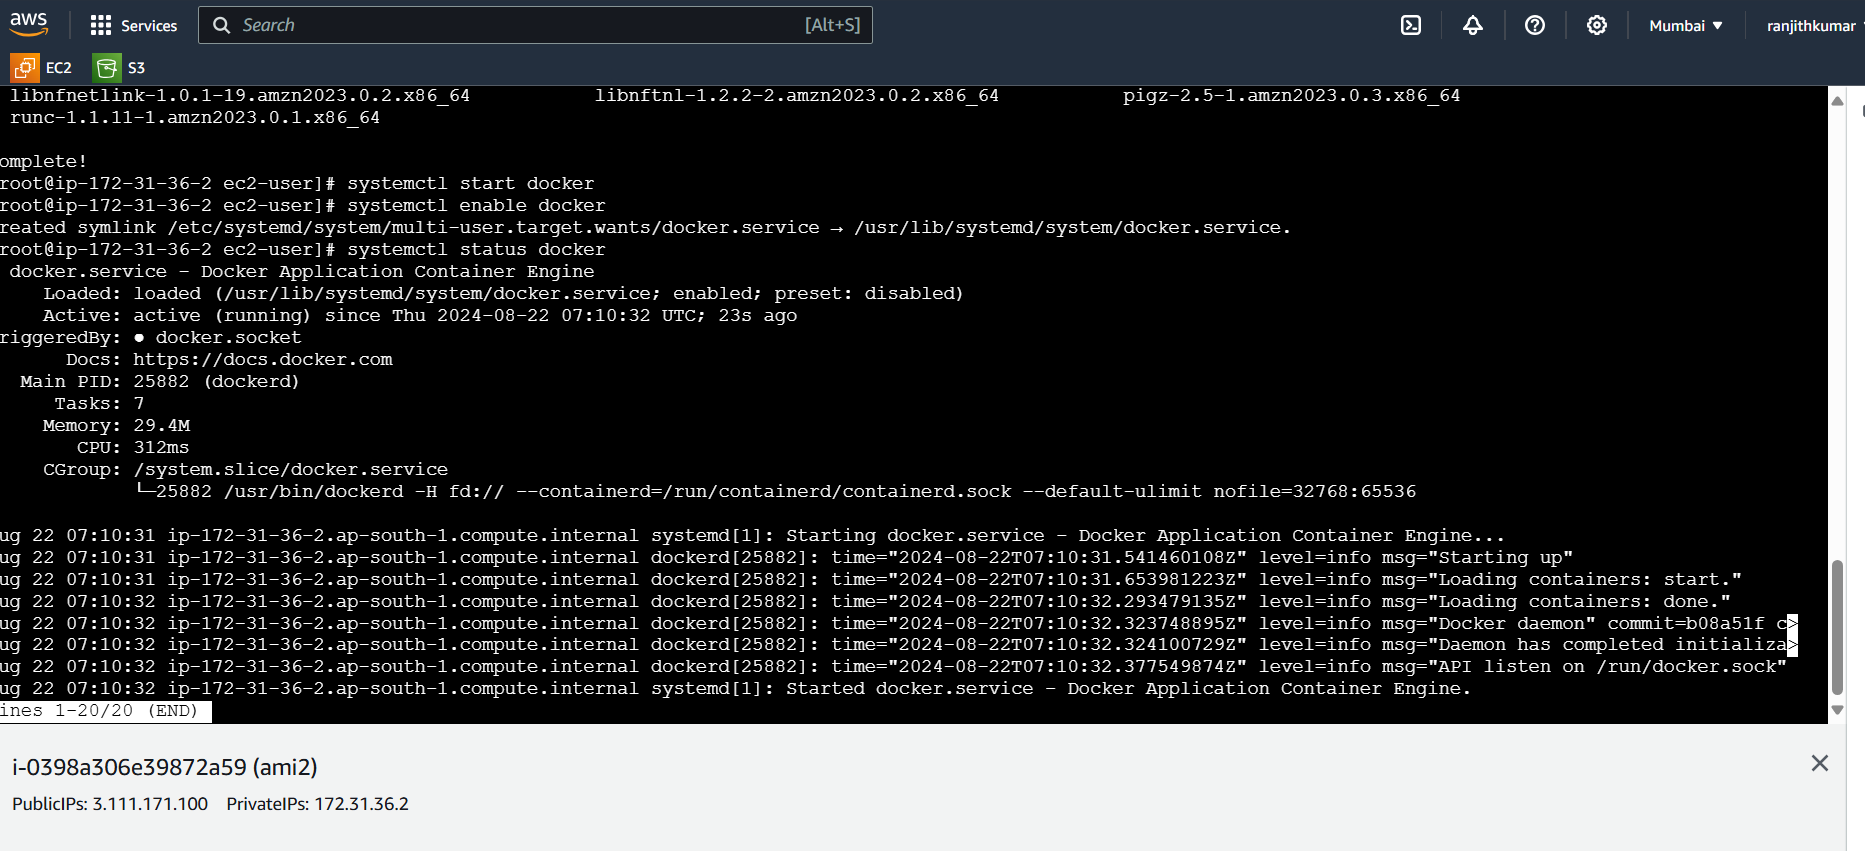 aws Services Search [Alt+S] Mumbai ranjithkumar
EC2 S3
libnfnetlink-1.0.1-19.amzn2023.0.2.x86_64 libnftnl-1.2.2-2.amzn2023.0.2.x86_64 pigz-2.5-1.amzn2023.0.3.x86_64
runc-1.1.11-1.amzn2023.0.1.x86_64
omplete!
root@ip-172-31-36-2 ec2-user]# systemctl start docker
root@ip-172-31-36-2 ec2-user]# systemctl enable docker
reated symlink /etc/systemd/system/multi-user.target.wants/docker.service → /usr/lib/systemd/system/docker.service.
root@ip-172-31-36-2 ec2-user]# systemctl status docker
docker.service - Docker Application Container Engine
Loaded: loaded (/usr/lib/systemd/system/docker.service; enabled; preset: disabled)
Active: active (running) since Thu 2024-08-22 07:10:32 UTC; 23s ago
riggeredBy: ● docker.socket
Docs: https://docs.docker.com
Main PID: 25882 (dockerd)
Tasks: 7
Memory: 29.4M
CPU: 312ms
CGroup: /system.slice/docker.service
└─25882 /usr/bin/dockerd -H fd:// --containerd=/run/containerd/containerd.sock --default-ulimit nofile=32768:65536
ug 22 07:10:31 ip-172-31-36-2.ap-south-1.compute.internal systemd[1]: Starting docker.service - Docker Application Container Engine...
ug 22 07:10:31 ip-172-31-36-2.ap-south-1.compute.internal dockerd[25882]: time="2024-08-22T07:10:31.541460108Z" level=info msg="Starting up"
ug 22 07:10:31 ip-172-31-36-2.ap-south-1.compute.internal dockerd[25882]: time="2024-08-22T07:10:31.653981223Z" level=info msg="Loading containers: start."
ug 22 07:10:32 ip-172-31-36-2.ap-south-1.compute.internal dockerd[25882]: time="2024-08-22T07:10:32.293479135Z" level=info msg="Loading containers: done."
ug 22 07:10:32 ip-172-31-36-2.ap-south-1.compute.internal dockerd[25882]: time="2024-08-22T07:10:32.323748895Z" level=info msg="Docker daemon" commit=b08a51f c>
ug 22 07:10:32 ip-172-31-36-2.ap-south-1.compute.internal dockerd[25882]: time="2024-08-22T07:10:32.324100729Z" level=info msg="Daemon has completed initializa>
ug 22 07:10:32 ip-172-31-36-2.ap-south-1.compute.internal dockerd[25882]: time="2024-08-22T07:10:32.377549874Z" level=info msg="API listen on /run/docker.sock"
ug 22 07:10:32 ip-172-31-36-2.ap-south-1.compute.internal systemd[1]: Started docker.service - Docker Application Container Engine.
ines 1-20/20 (END)
i-0398a306e39872a59 (ami2)
PublicIPs: 3.111.171.100 PrivateIPs: 172.31.36.2